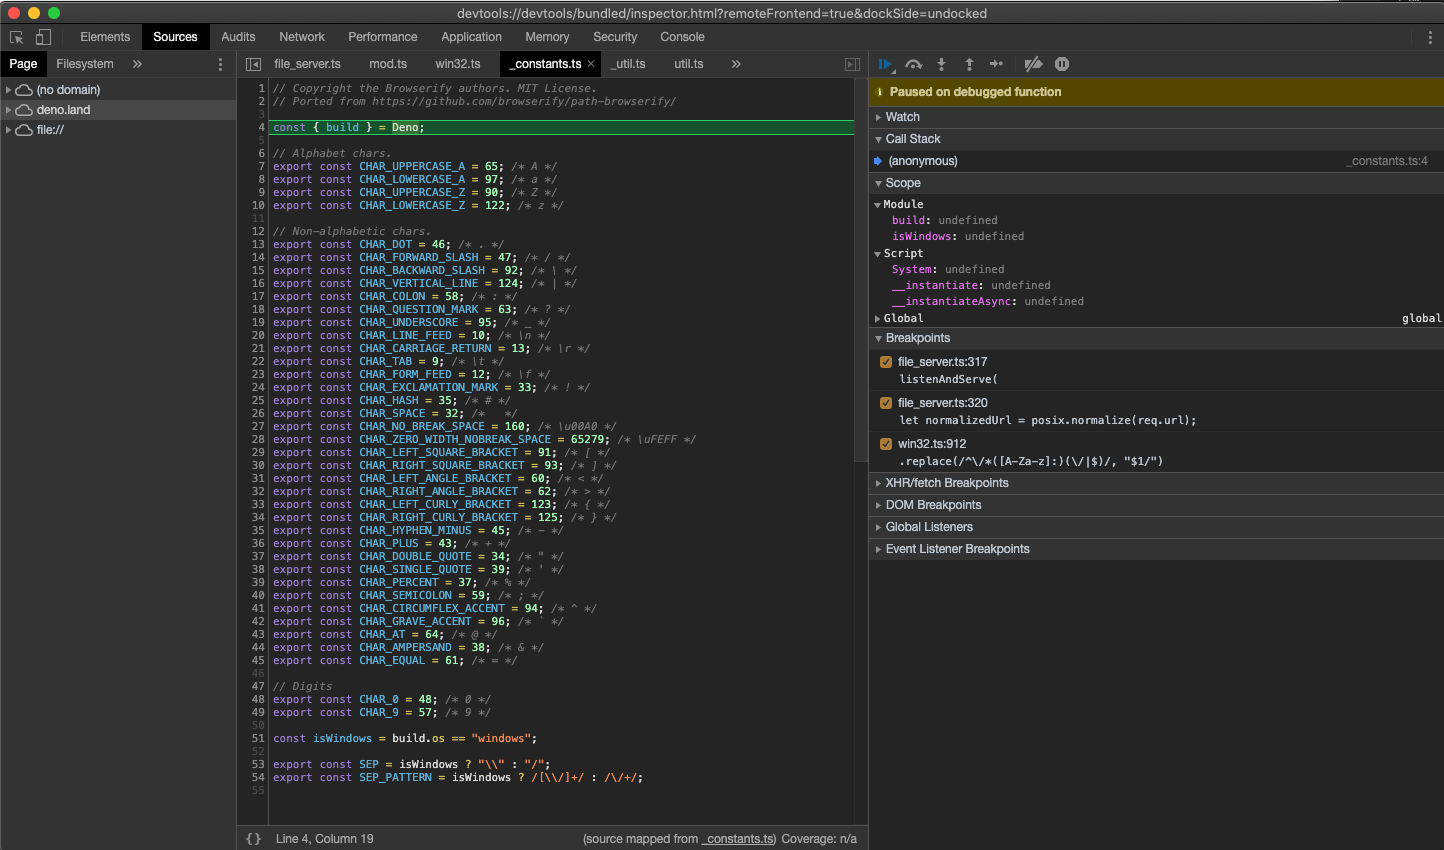 devtools://devtools/bundled/inspector.html?remoteFrontend=true&dockSide=undocked
Elements Sources Audits Network Performance Application Memory Security Console
Page Filesystem »
(no domain)
deno.land
file://
file_server.ts mod.ts win32.ts _constants.ts × _util.ts util.ts »
1 // Copyright the Browserify authors. MIT License.
2 // Ported from https://github.com/browserify/path-browserify/
3
4 const { build } = Deno;
5
6 // Alphabet chars.
7 export const CHAR_UPPERCASE_A = 65; /* A */
8 export const CHAR_LOWERCASE_A = 97; /* a */
9 export const CHAR_UPPERCASE_Z = 90; /* Z */
10 export const CHAR_LOWERCASE_Z = 122; /* z */
11
12 // Non-alphabetic chars.
13 export const CHAR_DOT = 46; /* . */
14 export const CHAR_FORWARD_SLASH = 47; /* / */
15 export const CHAR_BACKWARD_SLASH = 92; /* \ */
16 export const CHAR_VERTICAL_LINE = 124; /* | */
17 export const CHAR_COLON = 58; /* : */
18 export const CHAR_QUESTION_MARK = 63; /* ? */
19 export const CHAR_UNDERSCORE = 95; /* _ */
20 export const CHAR_LINE_FEED = 10; /* \n */
21 export const CHAR_CARRIAGE_RETURN = 13; /* \r */
22 export const CHAR_TAB = 9; /* \t */
23 export const CHAR_FORM_FEED = 12; /* \f */
24 export const CHAR_EXCLAMATION_MARK = 33; /* ! */
25 export const CHAR_HASH = 35; /* # */
26 export const CHAR_SPACE = 32; /*   */
27 export const CHAR_NO_BREAK_SPACE = 160; /* \u00A0 */
28 export const CHAR_ZERO_WIDTH_NOBREAK_SPACE = 65279; /* \uFEFF */
29 export const CHAR_LEFT_SQUARE_BRACKET = 91; /* [ */
30 export const CHAR_RIGHT_SQUARE_BRACKET = 93; /* ] */
31 export const CHAR_LEFT_ANGLE_BRACKET = 60; /* < */
32 export const CHAR_RIGHT_ANGLE_BRACKET = 62; /* > */
33 export const CHAR_LEFT_CURLY_BRACKET = 123; /* { */
34 export const CHAR_RIGHT_CURLY_BRACKET = 125; /* } */
35 export const CHAR_HYPHEN_MINUS = 45; /* - */
36 export const CHAR_PLUS = 43; /* + */
37 export const CHAR_DOUBLE_QUOTE = 34; /* " */
38 export const CHAR_SINGLE_QUOTE = 39; /* ' */
39 export const CHAR_PERCENT = 37; /* % */
40 export const CHAR_SEMICOLON = 59; /* ; */
41 export const CHAR_CIRCUMFLEX_ACCENT = 94; /* ^ */
42 export const CHAR_GRAVE_ACCENT = 96; /* ` */
43 export const CHAR_AT = 64; /* @ */
44 export const CHAR_AMPERSAND = 38; /* & */
45 export const CHAR_EQUAL = 61; /* = */
46
47 // Digits
48 export const CHAR_0 = 48; /* 0 */
49 export const CHAR_9 = 57; /* 9 */
50
51 const isWindows = build.os == "windows";
52
53 export const SEP = isWindows ? "\\" : "/";
54 export const SEP_PATTERN = isWindows ? /[\\/]+/ : /\/+/;
55
{} Line 4, Column 19 (source mapped from _constants.ts) Coverage: n/a
Paused on debugged function
Watch
Call Stack
(anonymous) _constants.ts:4
Scope
Module
build: undefined
isWindows: undefined
Script
System: undefined
__instantiate: undefined
__instantiateAsync: undefined
Global global
Breakpoints
file_server.ts:317
listenAndServe(
file_server.ts:320
let normalizedUrl = posix.normalize(req.url);
win32.ts:912
.replace(/^\/*([A-Za-z]:)(\/|$)/, "$1/")
XHR/fetch Breakpoints
DOM Breakpoints
Global Listeners
Event Listener Breakpoints